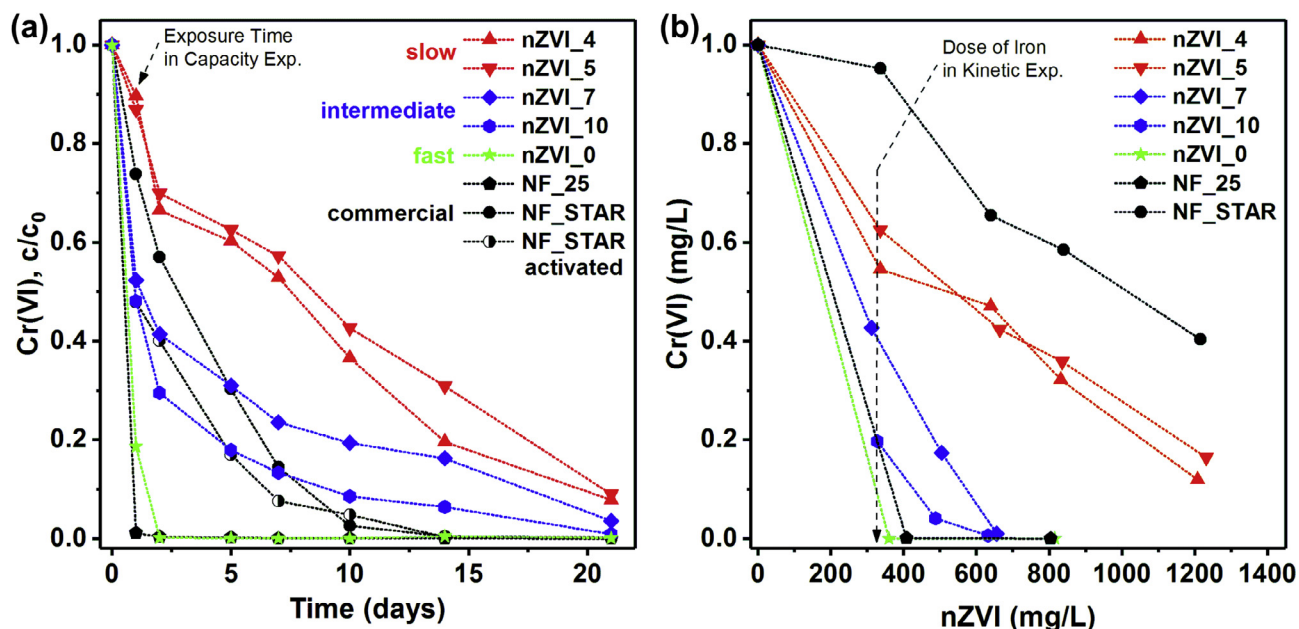 (a)
Cr(VI), c/c0
1.0
0.8
0.6
0.4
0.2
0.0
Exposure Time
in Capacity Exp.
slow
intermediate
fast
commercial
nZVI_4
nZVI_5
nZVI_7
nZVI_10
nZVI_0
NF_25
NF_STAR
NF_STAR
activated
0
5
10
15
20
Time (days)
(b)
Cr(VI) (mg/L)
1.0
0.8
0.6
0.4
0.2
0.0
Dose of Iron
in Kinetic Exp.
nZVI_4
nZVI_5
nZVI_7
nZVI_10
nZVI_0
NF_25
NF_STAR
0
200
400
600
800
1000
1200
1400
nZVI (mg/L)